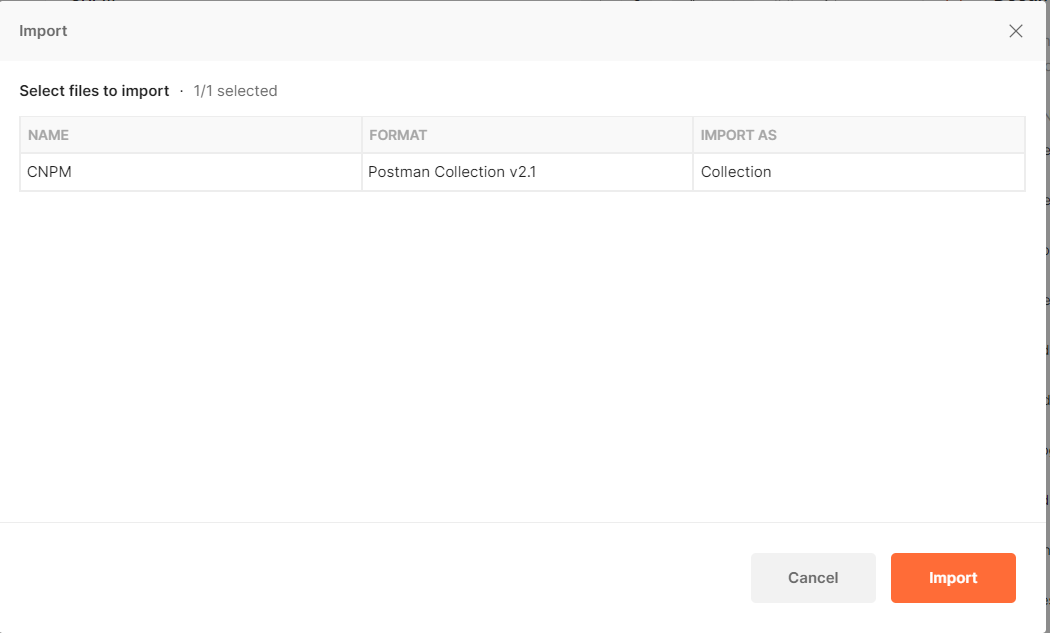 Import
Select files to import · 1/1 selected
NAME FORMAT IMPORT AS
CNPM Postman Collection v2.1 Collection
Cancel Import